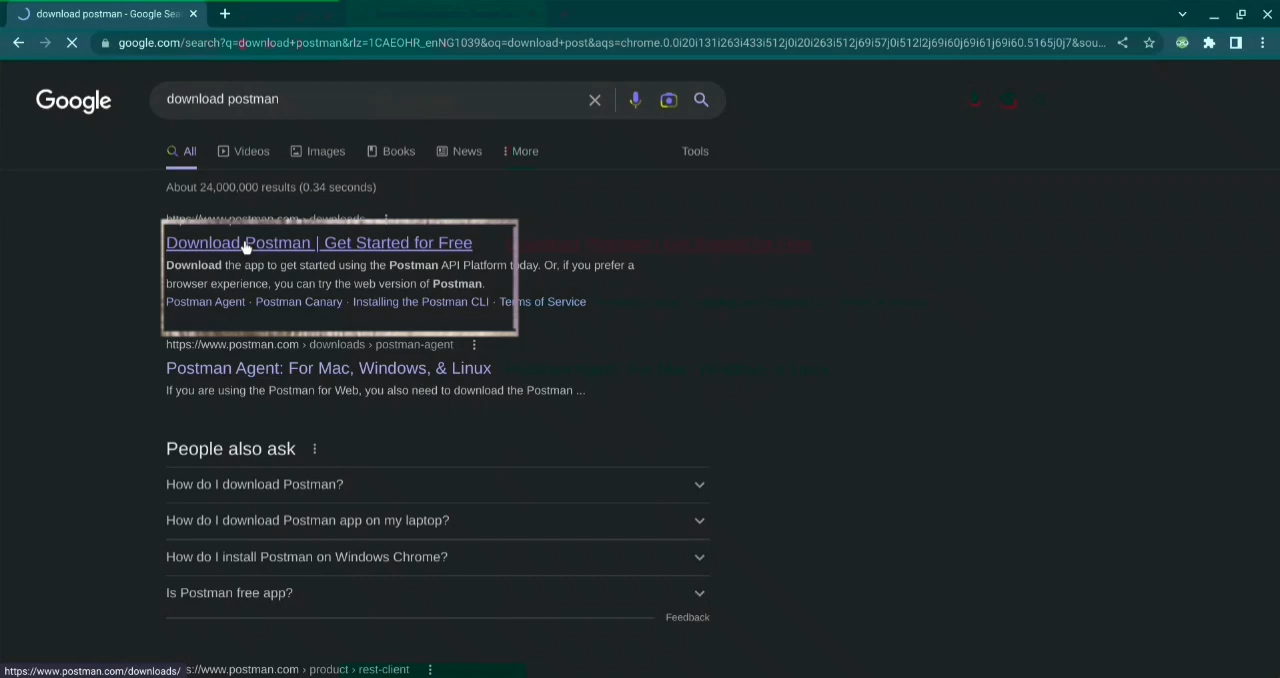 download postman - Google Sea
google.com/search?q=download+postman&rlz=1CAEOHR_enNG1039&oq=download+post&aqs=chrome.0.0i20i131i263i433i512j0i20i263i512j69i57j0i512l2j69i60j69i61j69i60.5165j0j7&sou...
Google
download postman
All Videos Images Books News More Tools
About 24,000,000 results (0.34 seconds)
https://www.postman.com › downloads
Download Postman | Get Started for Free
Download the app to get started using the Postman API Platform today. Or, if you prefer a
browser experience, you can try the web version of Postman.
Postman Agent · Postman Canary · Installing the Postman CLI · Terms of Service
https://www.postman.com › downloads › postman-agent
Postman Agent: For Mac, Windows, & Linux
If you are using the Postman for Web, you also need to download the Postman ...
People also ask
How do I download Postman?
How do I download Postman app on my laptop?
How do I install Postman on Windows Chrome?
Is Postman free app?
Feedback
https://www.postman.com/downloads/ s://www.postman.com › product › rest-client